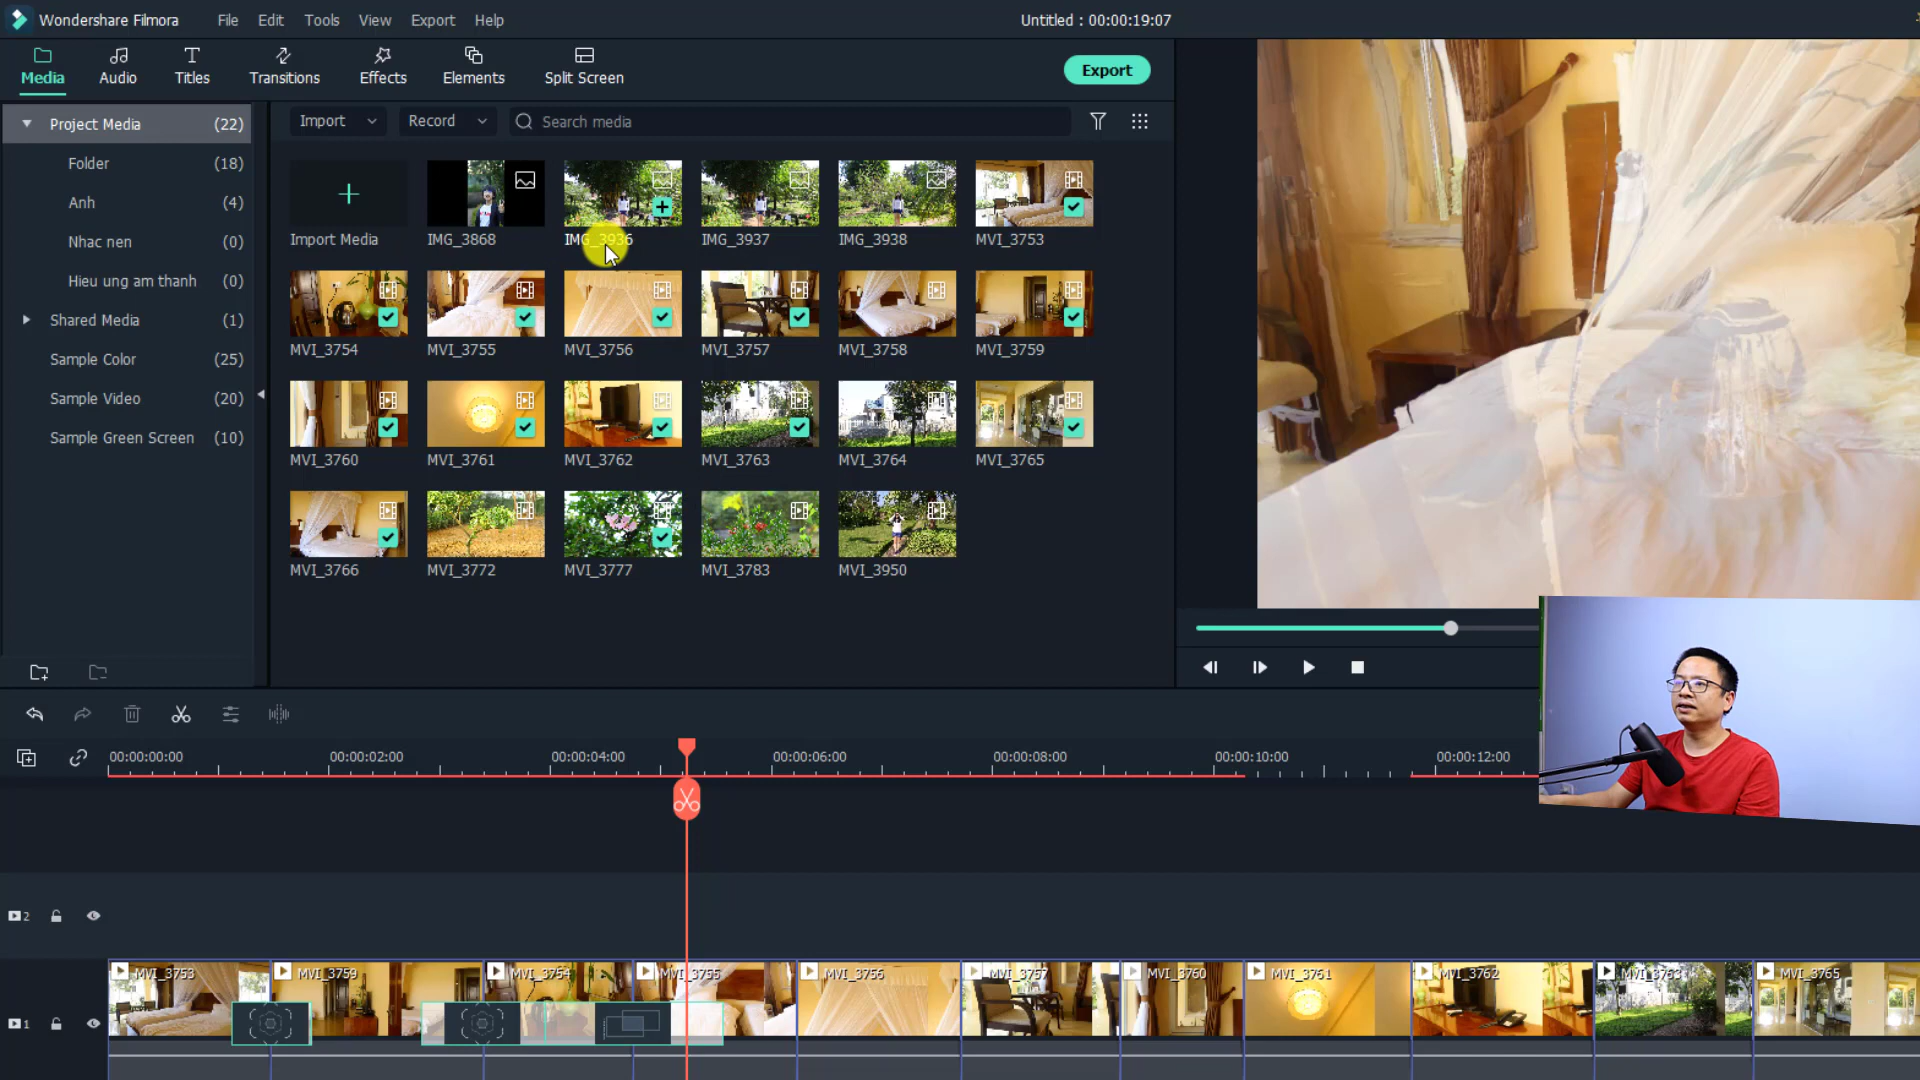 Wondershare Filmora File Edit Tools View Export Help Untitled : 00:00:19:07
Media Audio Titles Transitions Effects Elements Split Screen Export
Project Media (22)
Folder (18)
Anh (4)
Nhac nen (0)
Hieu ung am thanh (0)
Shared Media (1)
Sample Color (25)
Sample Video (20)
Sample Green Screen (10)
Import Record Search media
Import Media IMG_3868 IMG_3936 IMG_3937 IMG_3938 MVI_3753
MVI_3754 MVI_3755 MVI_3756 MVI_3757 MVI_3758 MVI_3759
MVI_3760 MVI_3761 MVI_3762 MVI_3763 MVI_3764 MVI_3765
MVI_3766 MVI_3772 MVI_3777 MVI_3783 MVI_3950
00:00:00:00 00:00:02:00 00:00:04:00 00:00:06:00 00:00:08:00 00:00:10:00 00:00:12:00
2
MVI_3753 MVI_3759 MVI_3754 MVI_3755 MVI_3756 MVI_3757 MVI_3760 MVI_3761 MVI_3762 MVI_3763 MVI_3765
1